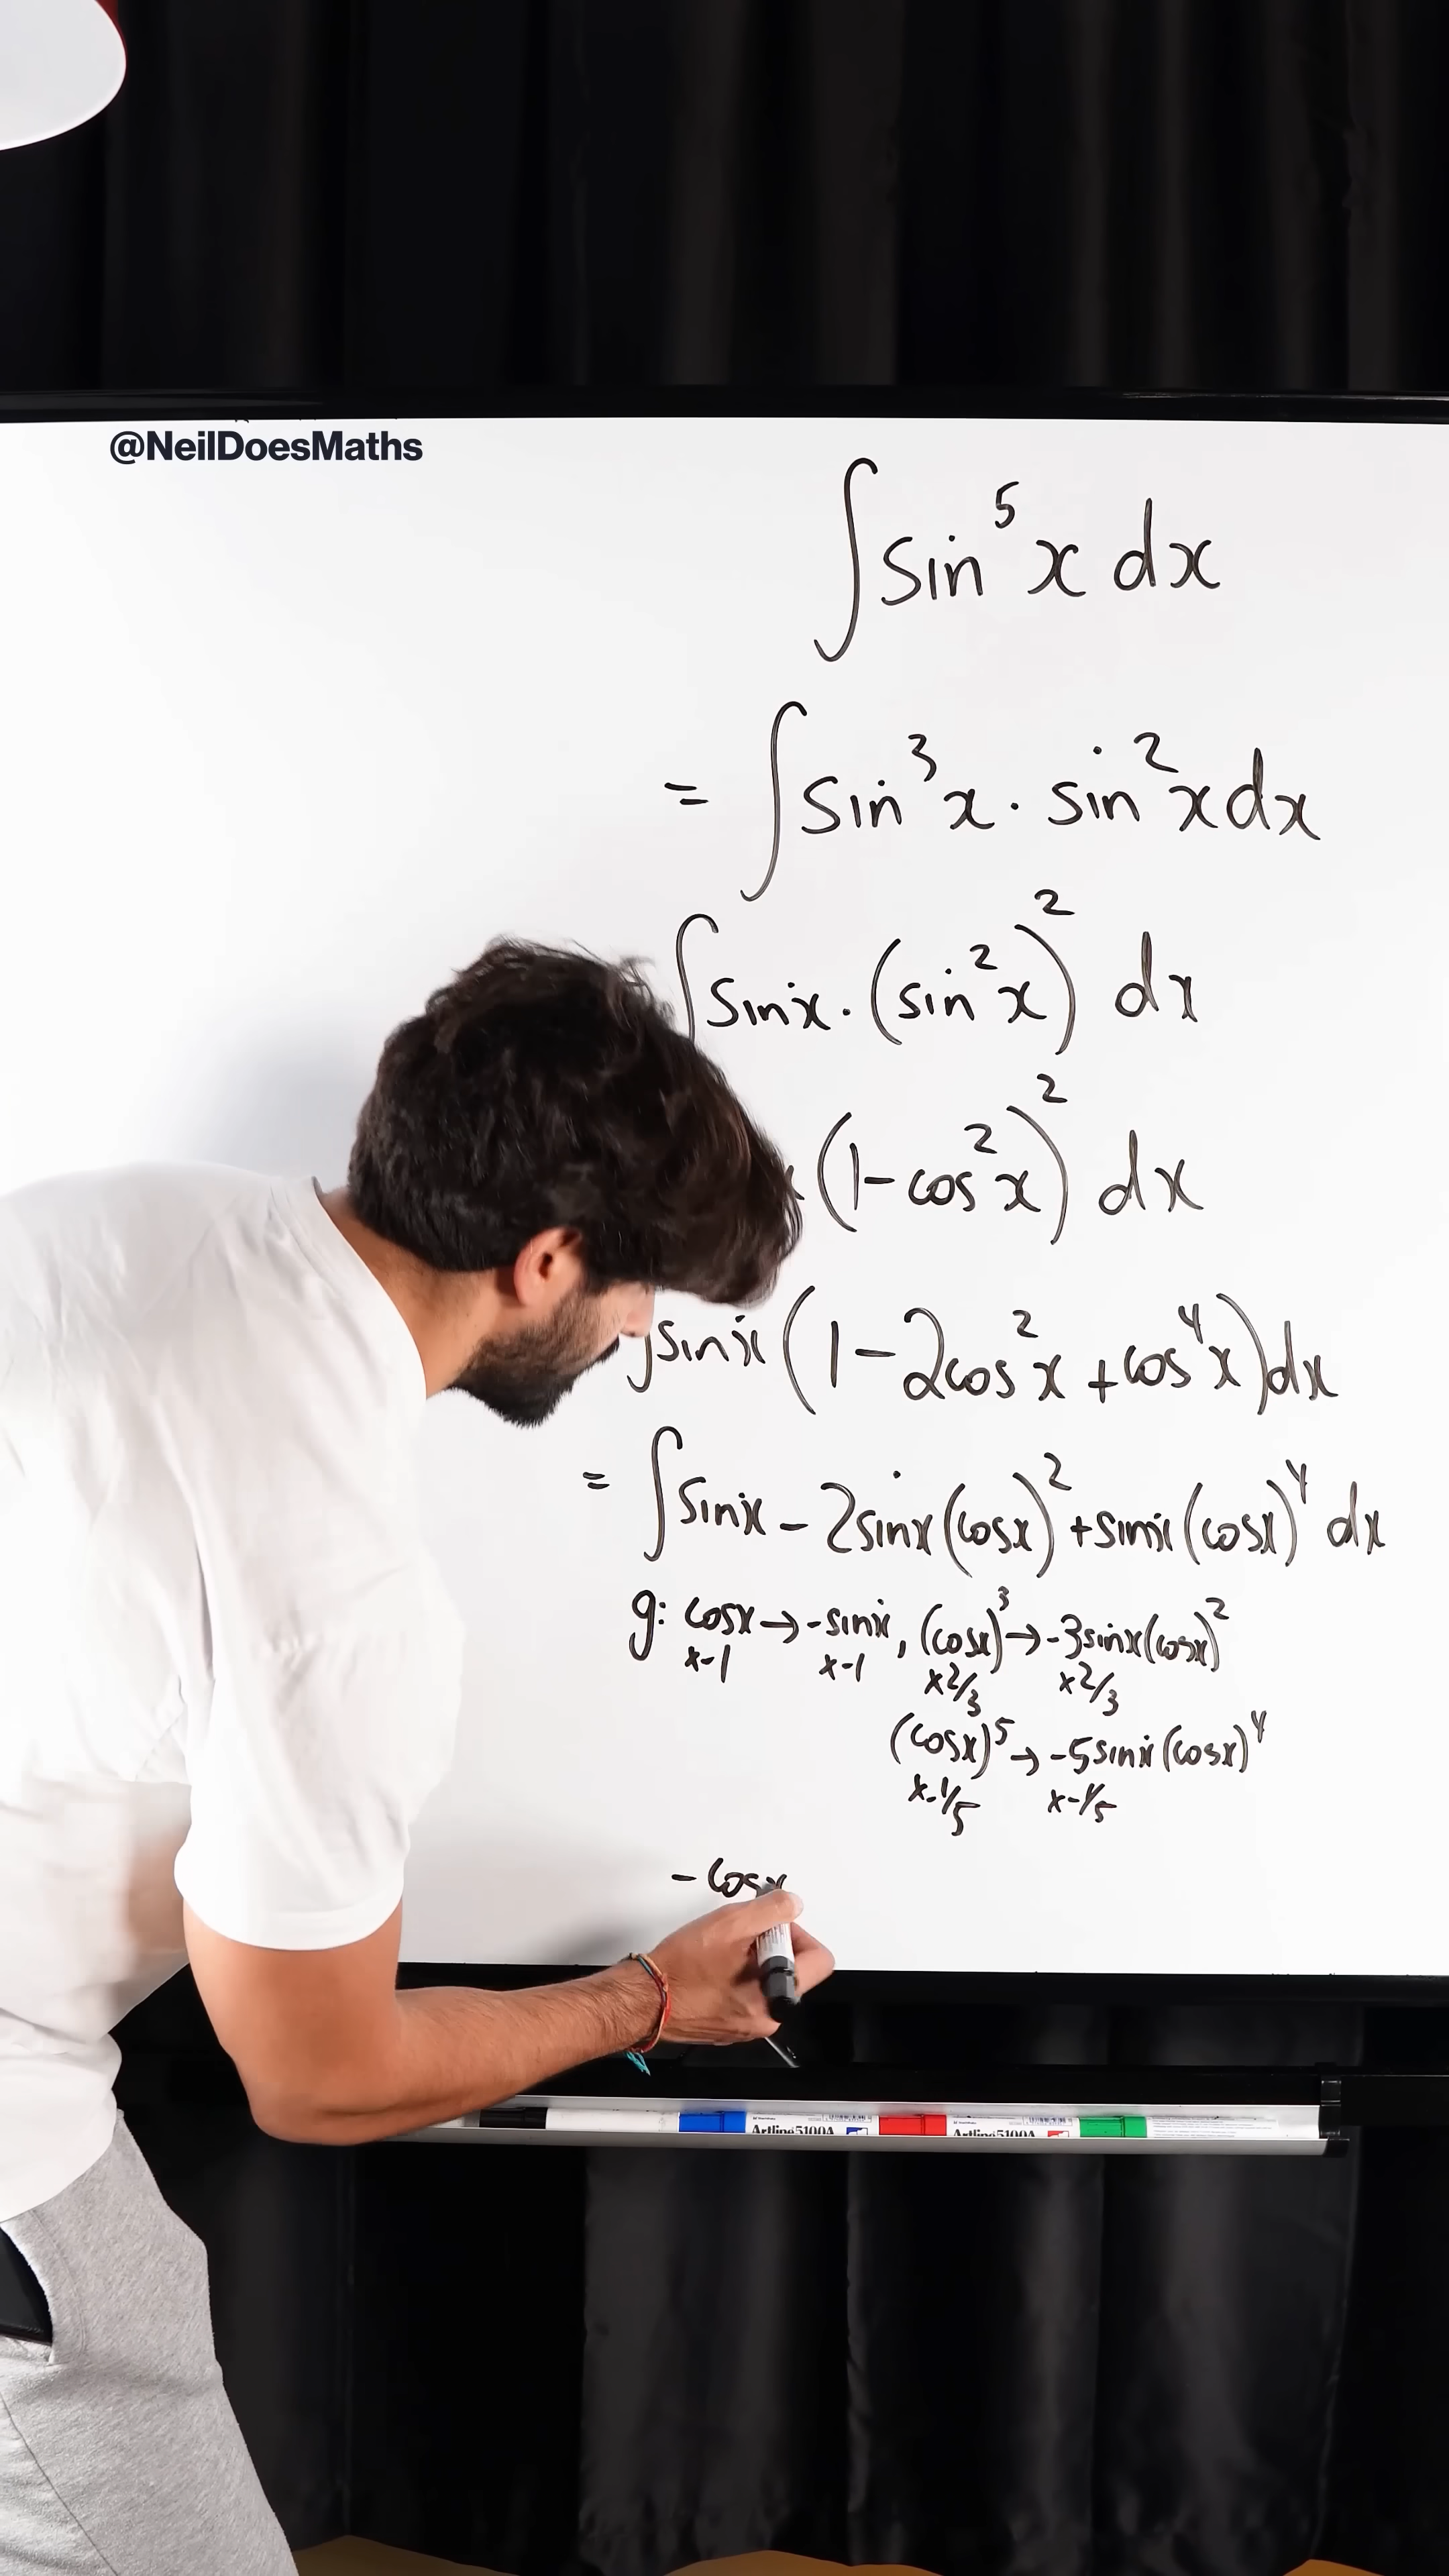 @NeilDoesMaths
∫sin⁵x dx
= ∫sin³x · sin²x dx
∫sinx · (sin²x)² dx
(1-cos²x)² dx
∫sinx (1-2cos²x + cos⁴x)dx
= ∫sinx - 2sinx(cosx)² + sinx(cosx)⁴ dx
g: cosx → -sinx, (cosx)³ → -3sinx(cosx)²
x-1 x-1 x2/3 x2/3
(cosx)⁵ → -5sinx(cosx)⁴
x-1/5 x-1/5
-cosx
Artline 5100A Artline 5100A